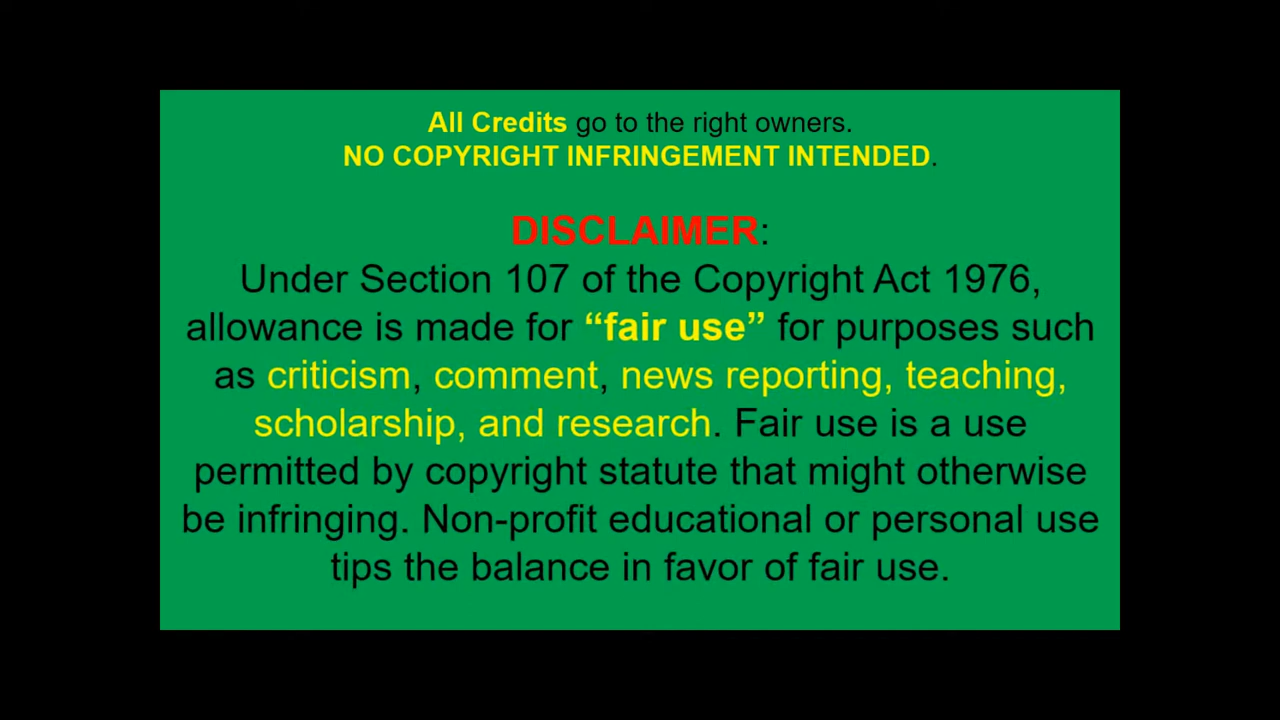 All Credits go to the right owners.
NO COPYRIGHT INFRINGEMENT INTENDED.
DISCLAIMER:
Under Section 107 of the Copyright Act 1976,
allowance is made for “fair use” for purposes such
as criticism, comment, news reporting, teaching,
scholarship, and research. Fair use is a use
permitted by copyright statute that might otherwise
be infringing. Non-profit educational or personal use
tips the balance in favor of fair use.